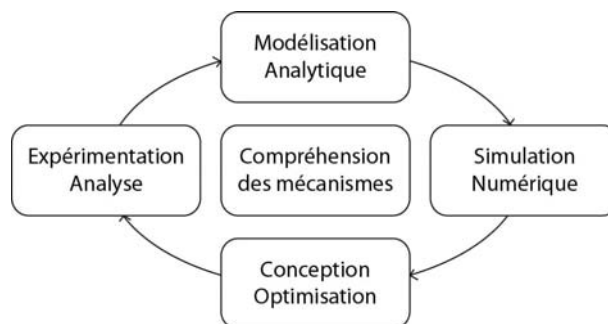 Modélisation
Analytique
Expérimentation
Analyse
Compréhension
des mécanismes
Simulation
Numérique
Conception
Optimisation